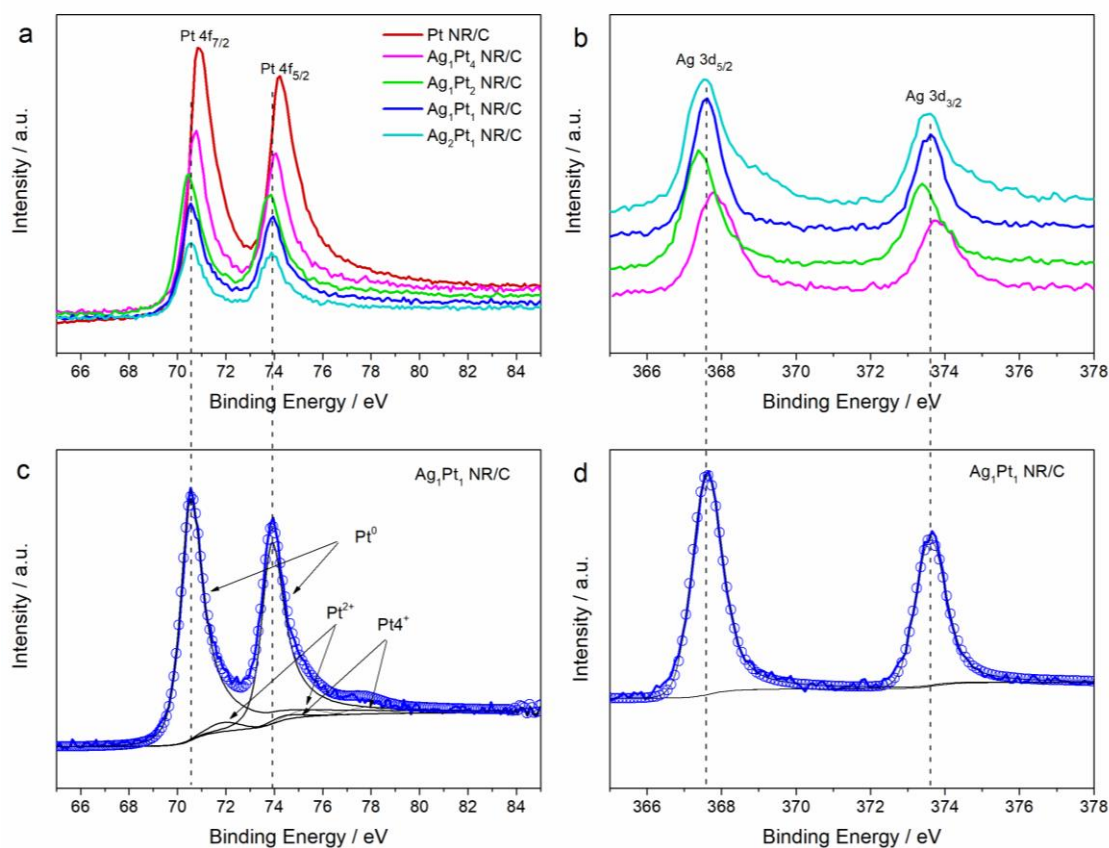 a
Pt 4f7/2
Pt 4f5/2
Pt NR/C
Ag1Pt4 NR/C
Ag1Pt2 NR/C
Ag1Pt1 NR/C
Ag2Pt1 NR/C
Intensity / a.u.
66 68 70 72 74 76 78 80 82 84
Binding Energy / eV
b
Ag 3d5/2
Ag 3d3/2
Intensity / a.u.
366 368 370 372 374 376 378
Binding Energy / eV
c
Ag1Pt1 NR/C
Pt0
Pt2+
Pt4+
Intensity / a.u.
66 68 70 72 74 76 78 80 82 84
Binding Energy / eV
d
Ag1Pt1 NR/C
Intensity / a.u.
366 368 370 372 374 376 378
Binding Energy / eV